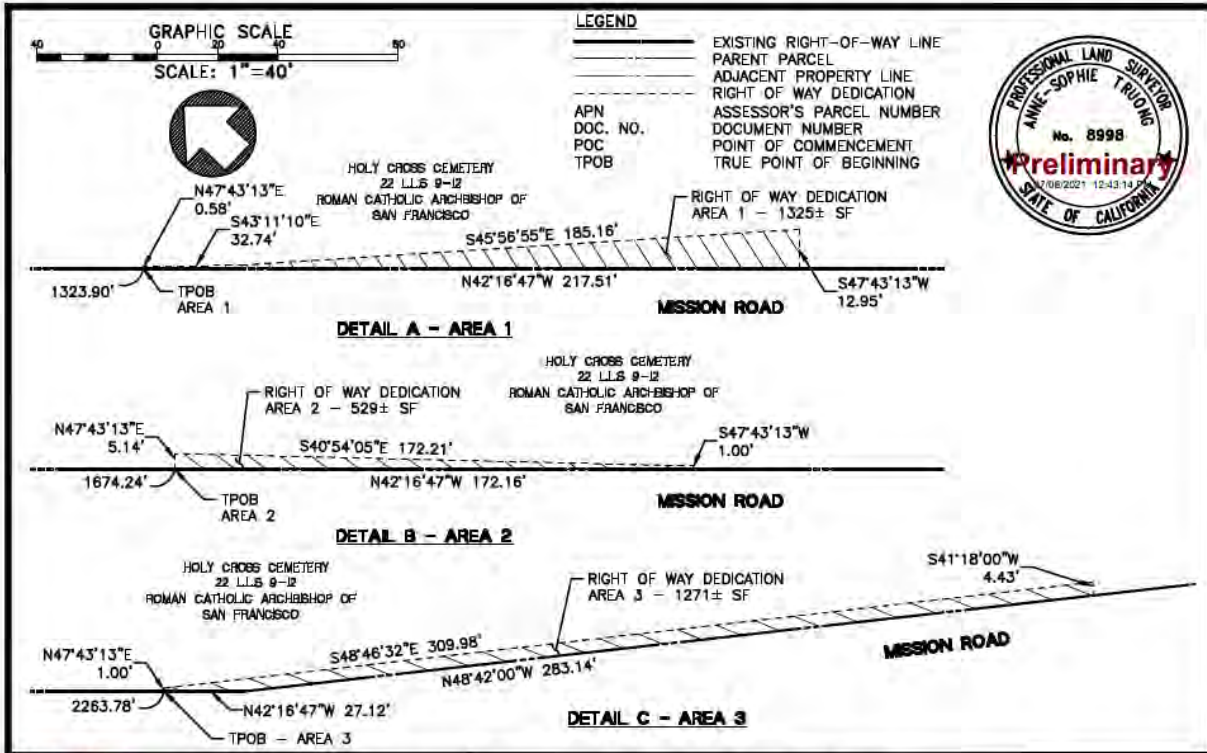 GRAPHIC SCALE
40 0 20 40 80
SCALE: 1"=40'
LEGEND
EXISTING RIGHT-OF-WAY LINE
PARENT PARCEL
ADJACENT PROPERTY LINE
RIGHT OF WAY DEDICATION
APN ASSESSOR'S PARCEL NUMBER
DOC. NO. DOCUMENT NUMBER
POC POINT OF COMMENCEMENT
TPOB TRUE POINT OF BEGINNING
PROFESSIONAL LAND SURVEYOR
ANNE-SOPHIE TRUONG
No. 8998
Preliminary
07/08/2021 12:43:14
STATE OF CALIFORNIA
HOLY CROSS CEMETERY
22 LLS 9-12
ROMAN CATHOLIC ARCHBISHOP OF
SAN FRANCISCO
N47°43'13"E
0.58'
S43°11'10"E
32.74'
RIGHT OF WAY DEDICATION
AREA 1 - 1325± SF
S45°56'55"E 185.16'
N42°16'47"W 217.51'
S47°43'13"W
12.95'
1323.90'
TPOB
AREA 1
MISSION ROAD
DETAIL A - AREA 1
HOLY CROSS CEMETERY
22 LLS 9-12
ROMAN CATHOLIC ARCHBISHOP OF
SAN FRANCISCO
RIGHT OF WAY DEDICATION
AREA 2 - 529± SF
N47°43'13"E
5.14'
S40°54'05"E 172.21'
S47°43'13"W
1.00'
1674.24'
N42°16'47"W 172.16'
TPOB
AREA 2
MISSION ROAD
DETAIL B - AREA 2
HOLY CROSS CEMETERY
22 LLS 9-12
ROMAN CATHOLIC ARCHBISHOP OF
SAN FRANCISCO
RIGHT OF WAY DEDICATION
AREA 3 - 1271± SF
S41°18'00"W
4.43'
N47°43'13"E
1.00'
S48°46'32"E 309.98'
N48°42'00"W 283.14'
MISSION ROAD
2263.78'
N42°16'47"W 27.12'
TPOB - AREA 3
DETAIL C - AREA 3